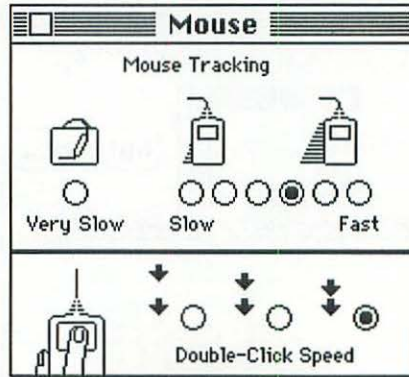 Mouse
Mouse Tracking
Very Slow
Slow
Fast
Double-Click Speed